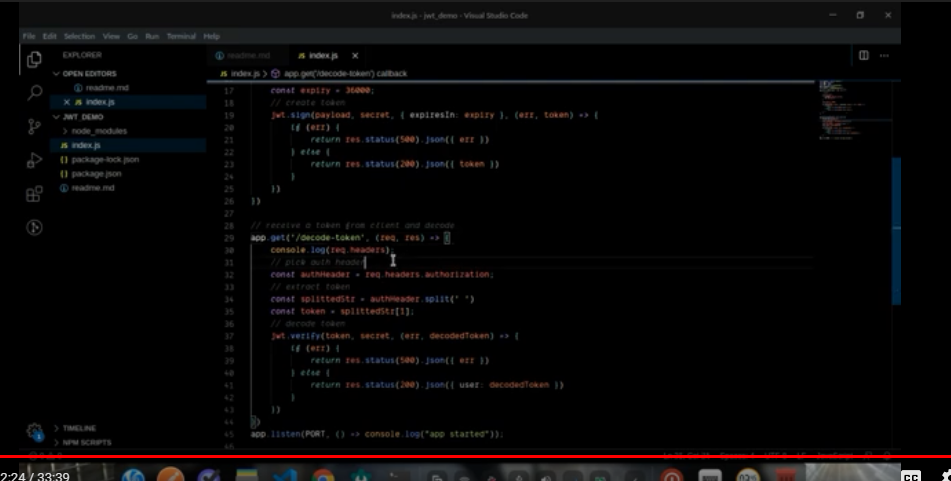 index.js - jwt_demo - Visual Studio Code
File Edit Selection View Go Run Terminal Help
EXPLORER
readme.md
index.js
OPEN EDITORS
index.js > app.get('/decode-token') callback
readme.md
index.js
JWT_DEMO
node_modules
index.js
package-lock.json
package.json
readme.md
17 const expiry = 36000;
18 // create token
19 jwt.sign(payload, secret, { expiresIn: expiry }, (err, token) => {
20 if (err) {
21 return res.status(500).json({ err })
22 } else {
23 return res.status(200).json({ token })
24 }
25 })
26 })
27
28 // receive a token from client and decode
29 app.get('/decode-token', (req, res) => {
30 console.log(req.headers);
31 // pick auth header
32 const authHeader = req.headers.authorization;
33 // extract token
34 const splittedStr = authHeader.split(' ')
35 const token = splittedStr[1];
36 // decode token
37 jwt.verify(token, secret, (err, decodedToken) => {
38 if (err) {
39 return res.status(500).json({ err })
40 } else {
41 return res.status(200).json({ user: decodedToken })
42 }
43 })
44 })
45 app.listen(PORT, () => console.log("app started"));
46
TIMELINE
NPM SCRIPTS
2:24 / 33:39
CC